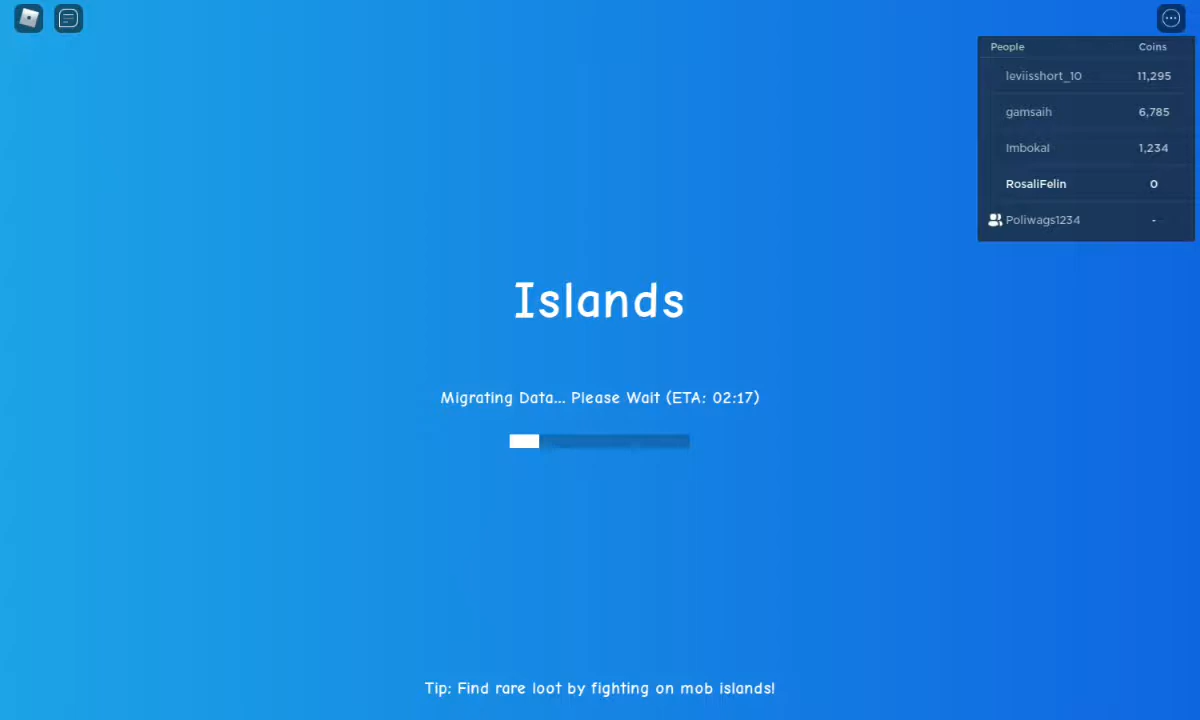 People Coins
leviisshort_10 11,295
gamsaih 6,785
Imbokal 1,234
RosaliFelin 0
Poliwags1234 -
Islands
Migrating Data... Please Wait (ETA: 02:17)
Tip: Find rare loot by fighting on mob islands!